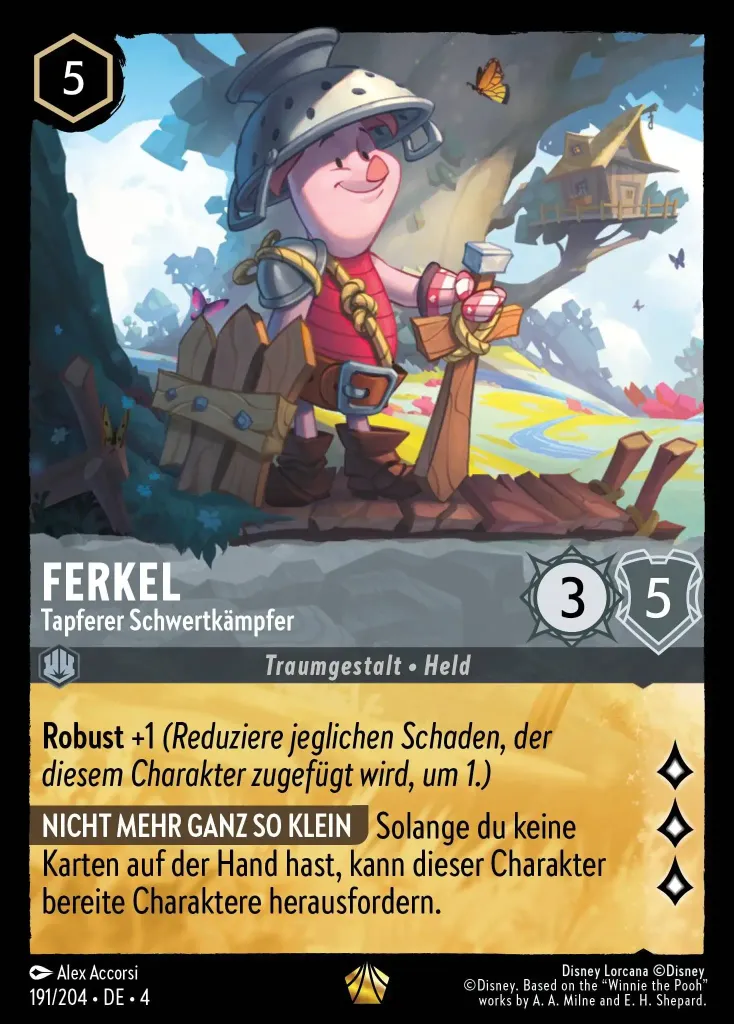 5
FERKEL
Tapferer Schwertkämpfer
3
5
Traumgestalt • Held
Robust +1 (Reduziere jeglichen Schaden, der
diesem Charakter zugefügt wird, um 1.)
NICHT MEHR GANZ SO KLEIN Solange du keine
Karten auf der Hand hast, kann dieser Charakter
bereite Charaktere herausfordern.
Alex Accorsi
191/204 • DE • 4
Disney Lorcana ©Disney
©Disney. Based on the “Winnie the Pooh”
works by A. A. Milne and E. H. Shepard.